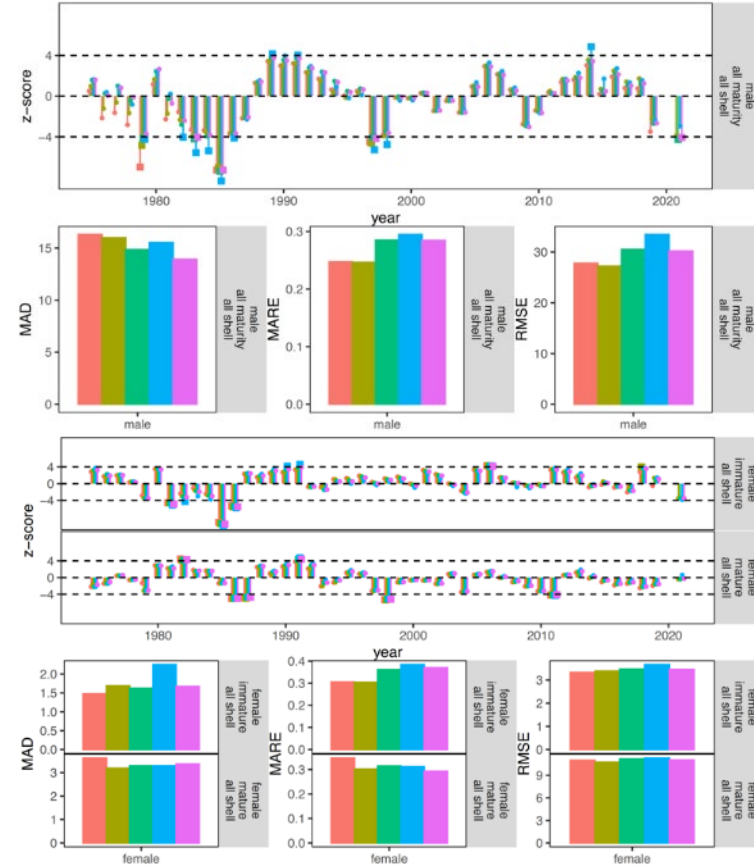 4
0
−4
z−score
male
all maturity
all shell
1980
1990
2000
2010
2020
year
15
10
5
0
MAD
male
all maturity
all shell
male
0.3
0.2
0.1
0.0
MARE
male
all maturity
all shell
male
30
20
10
0
RMSE
male
all maturity
all shell
male
4
0
−4
female
immature
all shell
z−score
4
0
−4
female
mature
all shell
1980
1990
2000
2010
2020
year
2.0
1.5
1.0
0.5
0.0
female
immature
all shell
MAD
3
2
1
0
female
mature
all shell
female
0.4
0.3
0.2
0.1
0.0
female
immature
all shell
MARE
0.3
0.2
0.1
0.0
female
mature
all shell
female
3
2
1
0
female
immature
all shell
RMSE
9
6
3
0
female
mature
all shell
female